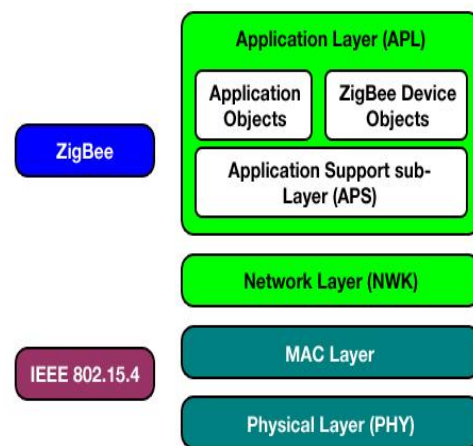 Application Layer (APL)
Application
Objects
ZigBee Device
Objects
ZigBee
Application Support sub-
Layer (APS)
Network Layer (NWK)
MAC Layer
IEEE 802.15.4
Physical Layer (PHY)